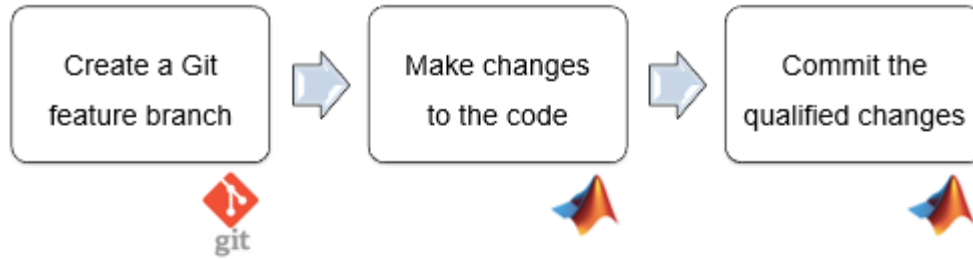 Create a Git
feature branch
Make changes
to the code
Commit the
qualified changes
git